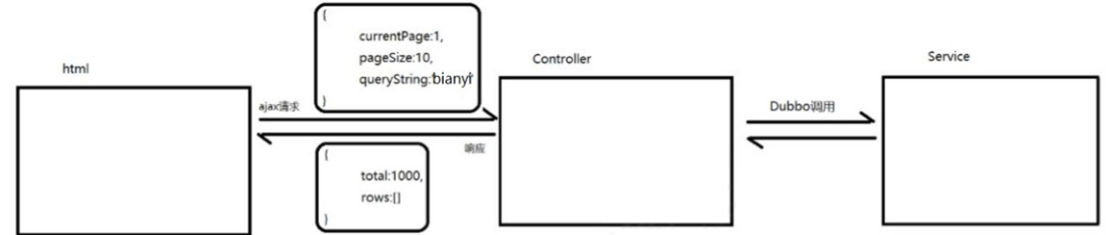 {
currentPage:1,
pageSize:10,
queryString:'bianyi'
}
html
Controller
Service
ajax请求
Dubbo调用
响应
{
total:1000,
rows:[]
}